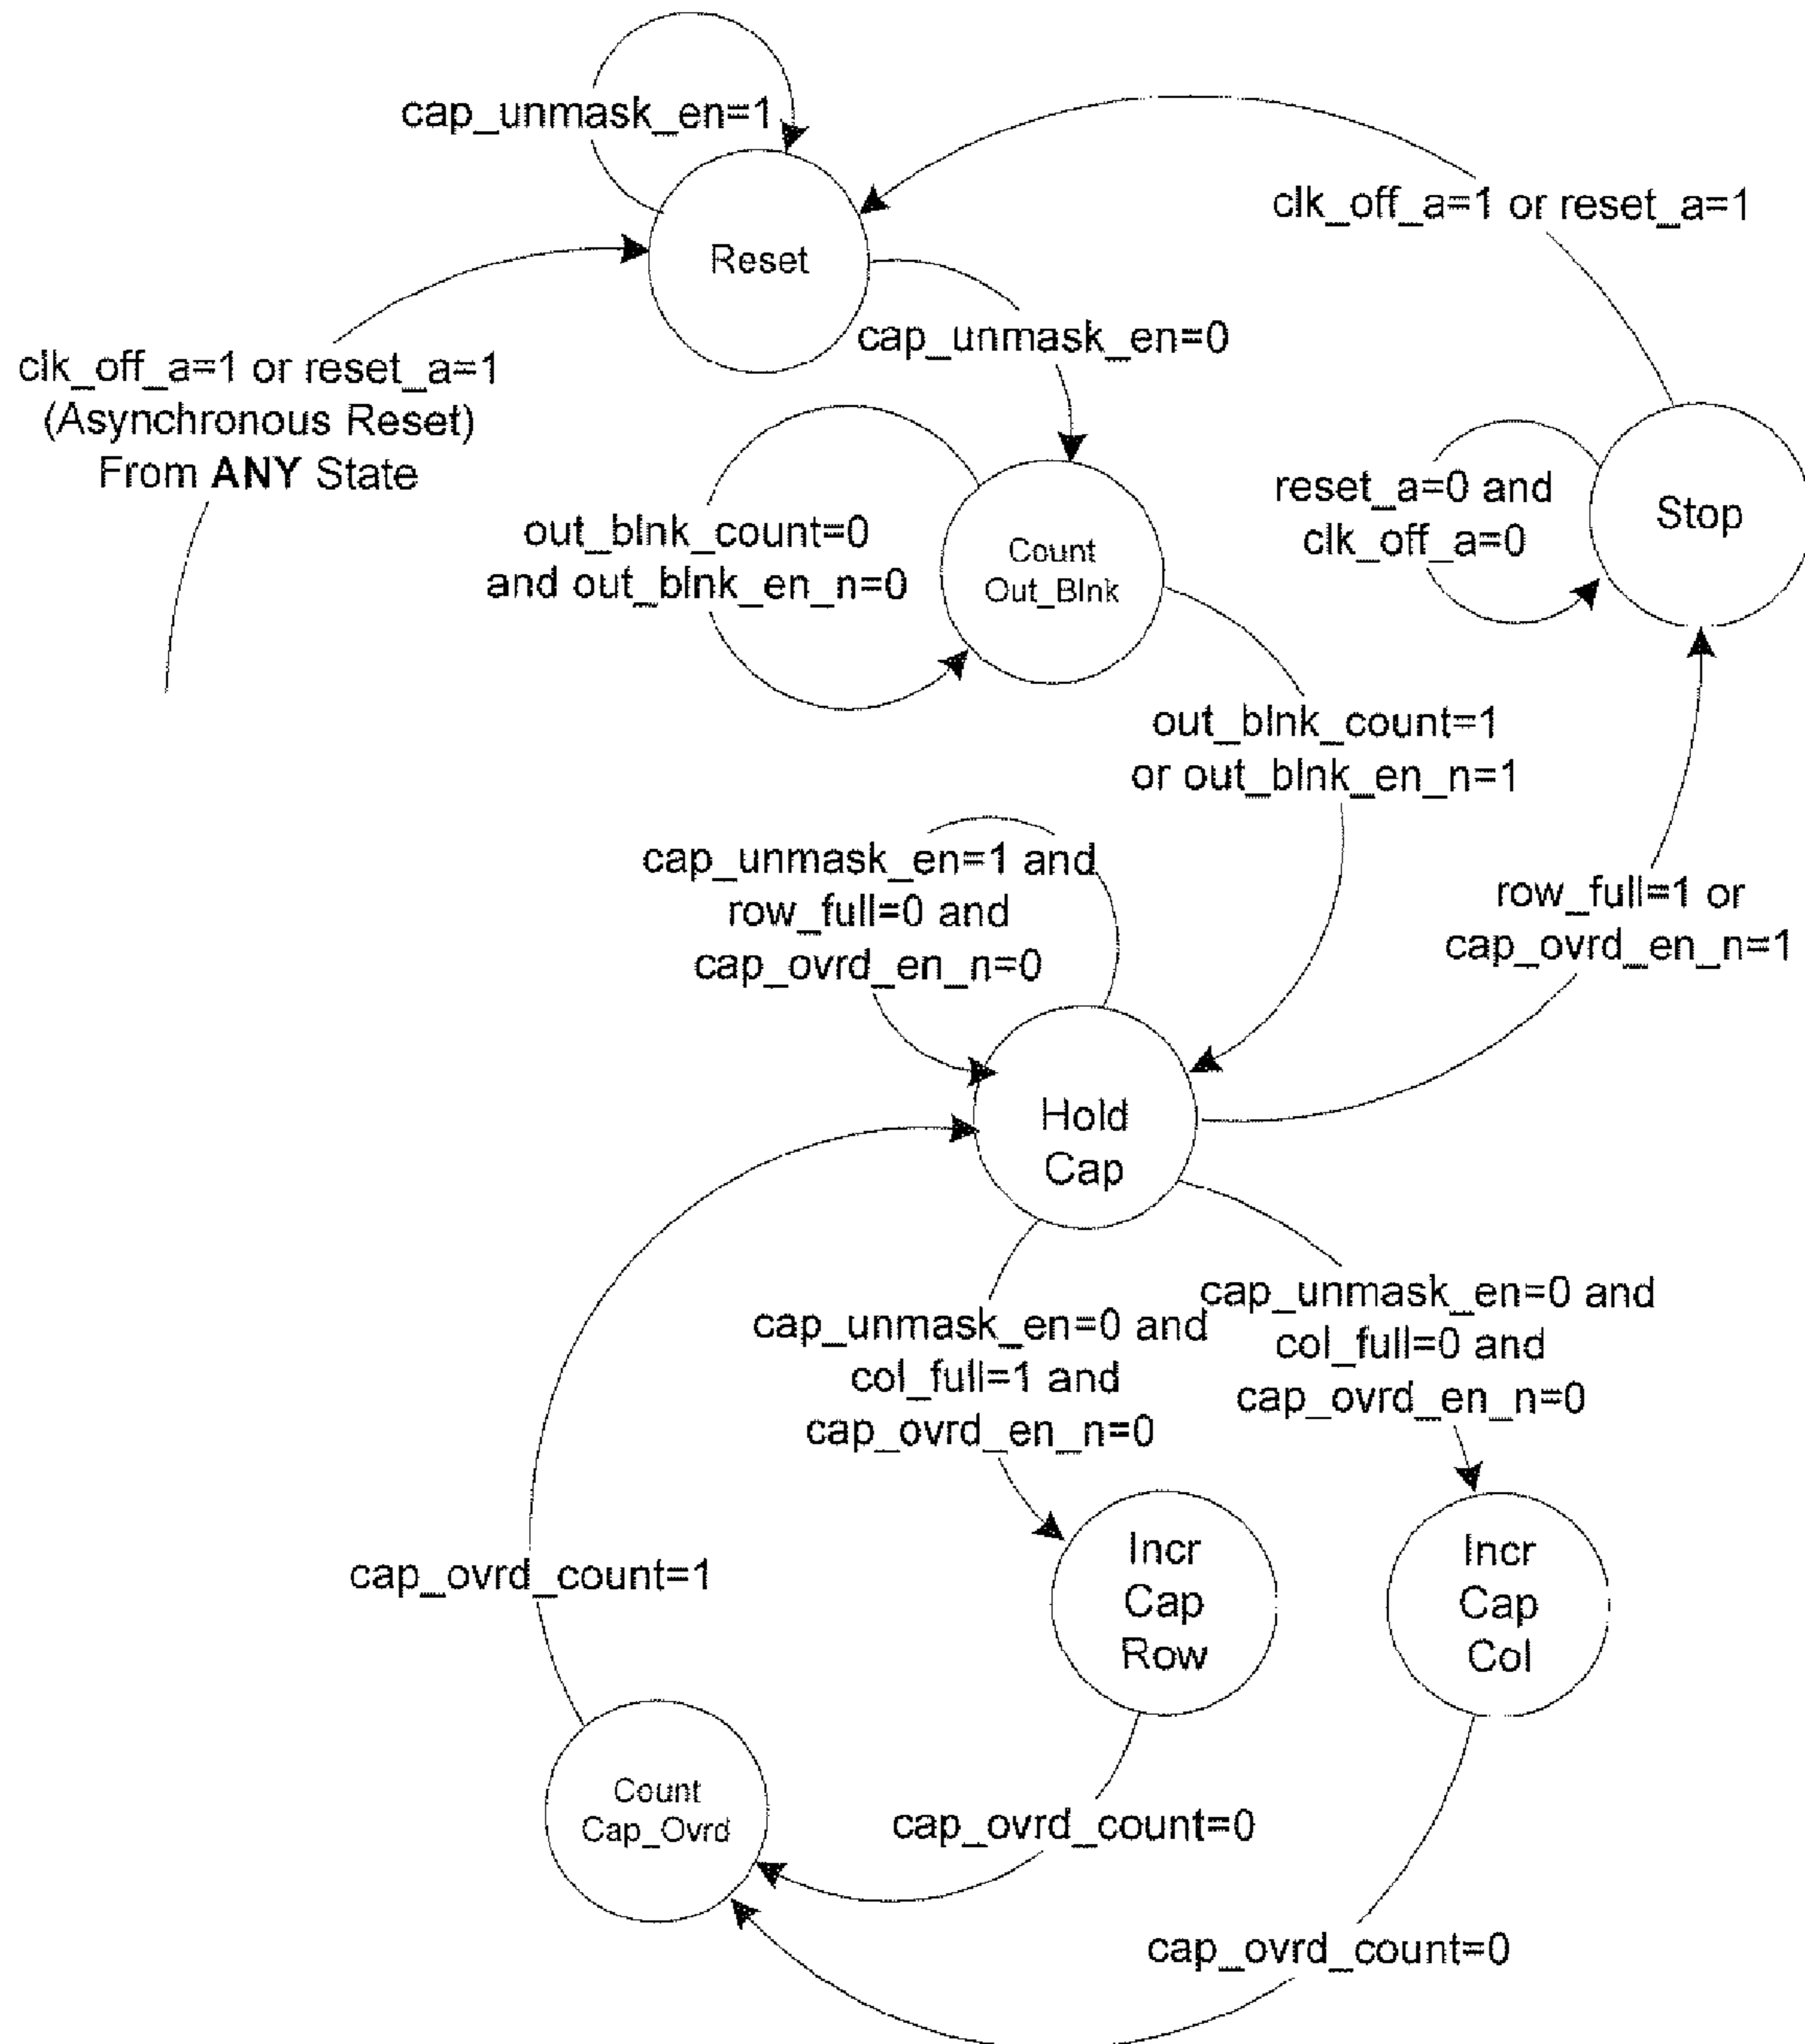 cap_unmask_en=1
clk_off_a=1 or reset_a=1
Reset
cap_unmask_en=0
clk_off_a=1 or reset_a=1
(Asynchronous Reset)
From ANY State
out_blnk_count=0
and out_blnk_en_n=0
Count
Out_Blnk
reset_a=0 and
clk_off_a=0
Stop
out_blnk_count=1
or out_blnk_en_n=1
cap_unmask_en=1 and
row_full=0 and
cap_ovrd_en_n=0
row_full=1 or
cap_ovrd_en_n=1
Hold
Cap
cap_unmask_en=0 and
col_full=1 and
cap_ovrd_en_n=0
cap_unmask_en=0 and
col_full=0 and
cap_ovrd_en_n=0
cap_ovrd_count=1
Incr
Cap
Row
Incr
Cap
Col
Count
Cap_Ovrd
cap_ovrd_count=0
cap_ovrd_count=0